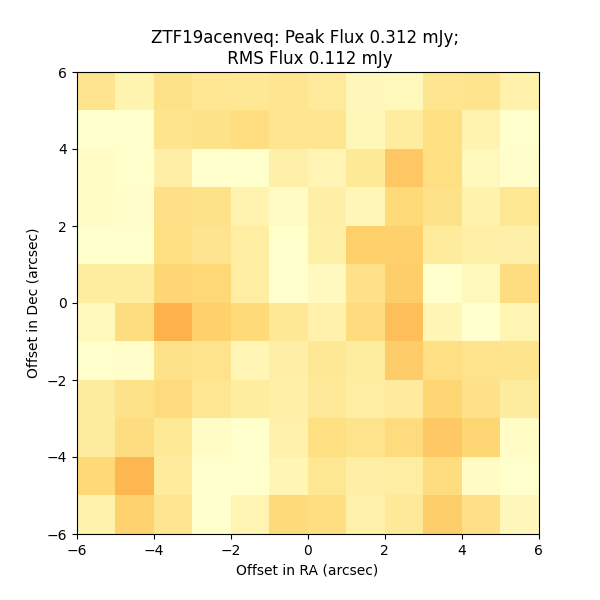 ZTF19acenveq: Peak Flux 0.312 mJy;
RMS Flux 0.112 mJy
6
4
2
0
−2
−4
−6
Offset in Dec (arcsec)
−6 −4 −2 0 2 4 6
Offset in RA (arcsec)